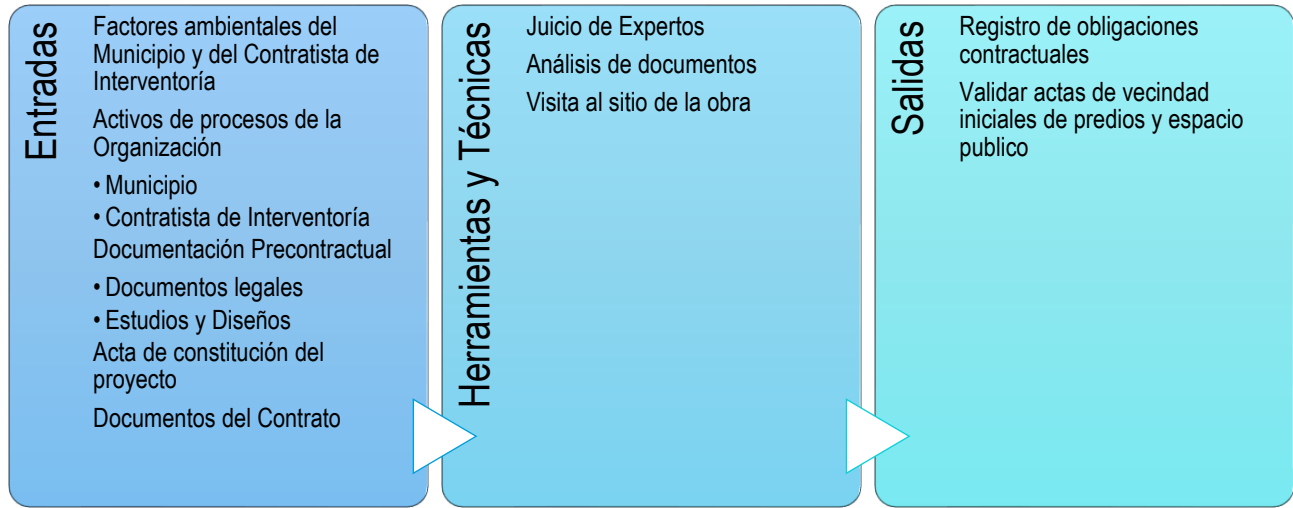 Entradas
Factores ambientales del
Municipio y del Contratista de
Interventoría
Activos de procesos de la
Organización
• Municipio
• Contratista de Interventoría
Documentación Precontractual
• Documentos legales
• Estudios y Diseños
Acta de constitución del
proyecto
Documentos del Contrato
Herramientas y Técnicas
Juicio de Expertos
Análisis de documentos
Visita al sitio de la obra
Salidas
Registro de obligaciones
contractuales
Validar actas de vecindad
iniciales de predios y espacio
publico